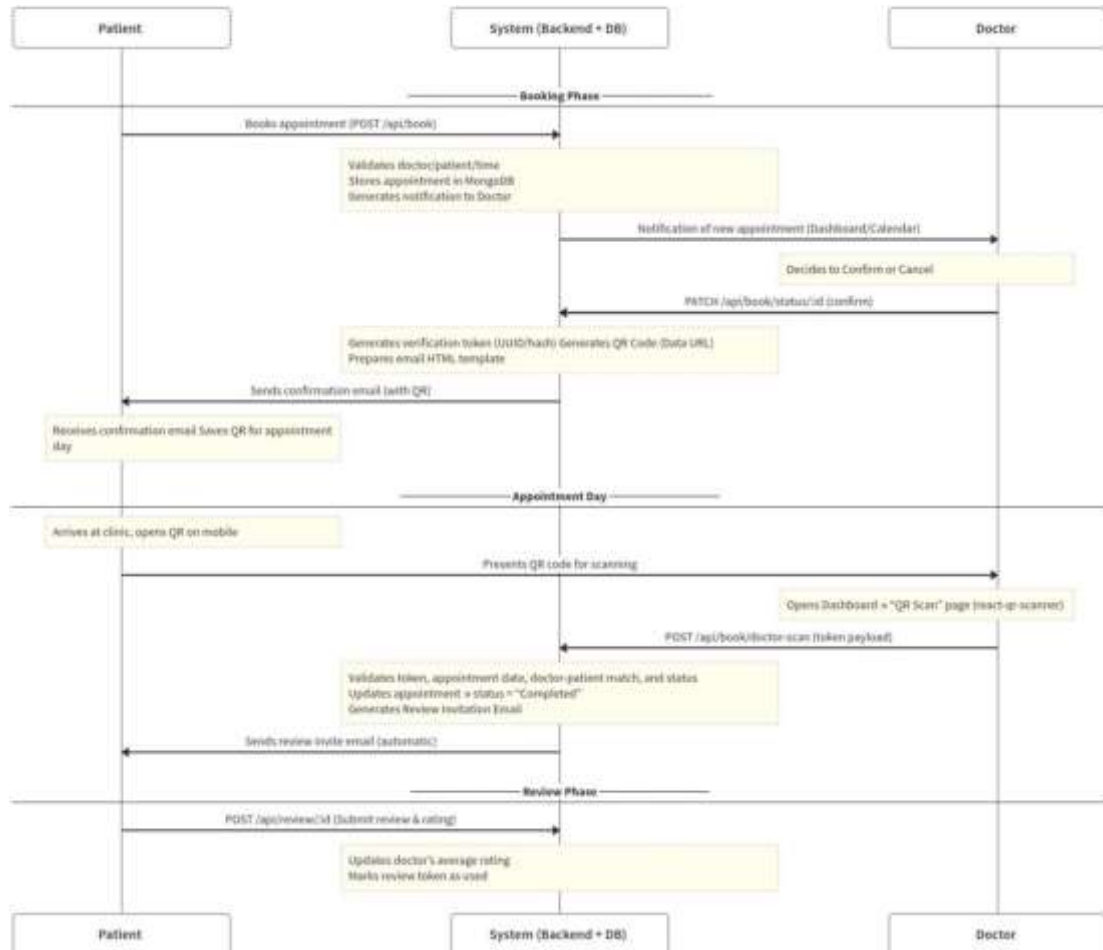 Patient System (Backend + DB) Doctor
Booking Phase
Books appointment (POST /api/book)
Validates doctor/patient/time
Stores appointment in MongoDB
Generates notification to Doctor
Notification of new appointment (Dashboard/Calendar)
Decides to Confirm or Cancel
PATCH /api/book/status/:id (confirm)
Generates verification token (UUID/hash) Generates QR Code (Data URL)
Prepares email HTML template
Sends confirmation email (with QR)
Receives confirmation email Saves QR for appointment
day
Appointment Day
Arrives at clinic, opens QR on mobile
Presents QR code for scanning
Opens Dashboard → "QR Scan" page (react-qr-scanner)
POST /api/book/doctor-scan (token payload)
Validates token, appointment date, doctor-patient match, and status
Updates appointment → status = "Completed"
Generates Review Invitation Email
Sends review invite email (automatic)
Review Phase
POST /api/review/:id (Submit review & rating)
Updates doctor's average rating
Marks review token as used
Patient System (Backend + DB) Doctor